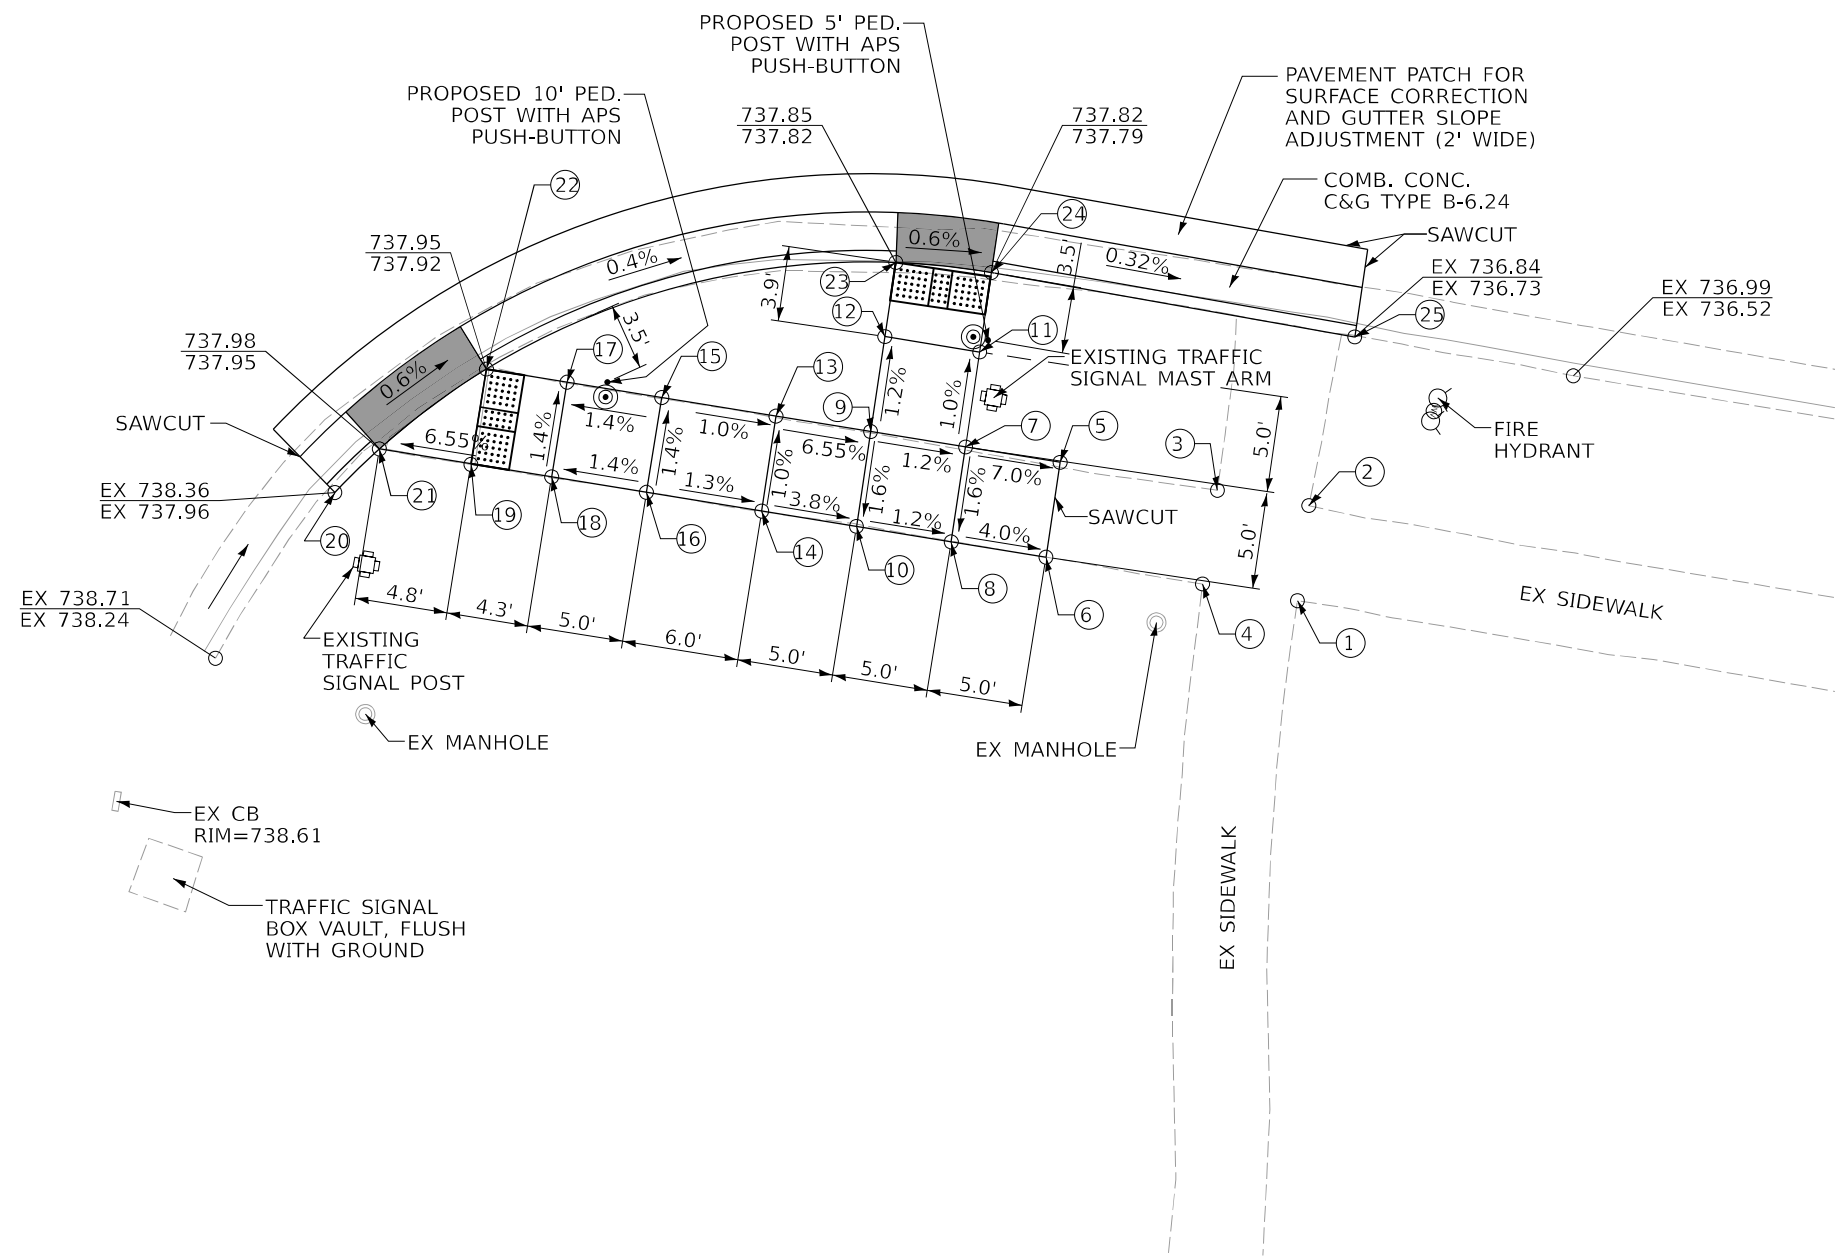 PROPOSED 5' PED.
POST WITH APS
PUSH-BUTTON
PROPOSED 10' PED.
POST WITH APS
PUSH-BUTTON
737.85
737.82
737.82
737.79
PAVEMENT PATCH FOR
SURFACE CORRECTION
AND GUTTER SLOPE
ADJUSTMENT (2' WIDE)
COMB. CONC.
C&G TYPE B-6.24
SAWCUT
22
24
737.95
737.92
0.6%
0.4%
3.5'
0.32%
EX 736.84
EX 736.73
EX 736.99
EX 736.52
23
3.9'
12
11
25
737.98
737.95
3.5'
17
15
EXISTING TRAFFIC
SIGNAL MAST ARM
0.6%
1.2%
1.0%
13
9
7
5
3
5.0'
FIRE
HYDRANT
SAWCUT
6.55%
1.4%
1.4%
1.4%
1.0%
6.55%
1.2%
7.0%
2
EX 738.36
EX 737.96
1.4%
1.3%
1.0%
3.8%
1.6%
1.2%
1.6%
4.0%
SAWCUT
5.0'
21
19
18
16
14
10
8
6
20
4
1
EX SIDEWALK
EX 738.71
EX 738.24
4.8'
4.3'
5.0'
6.0'
5.0'
5.0'
5.0'
EXISTING
TRAFFIC
SIGNAL POST
EX MANHOLE
EX MANHOLE
EX CB
RIM=738.61
EX SIDEWALK
TRAFFIC SIGNAL
BOX VAULT, FLUSH
WITH GROUND